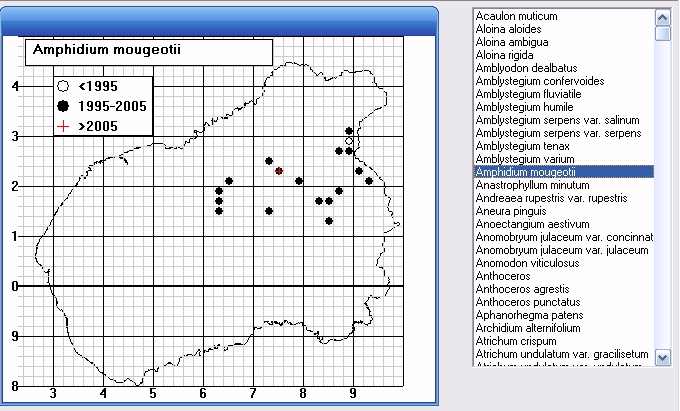 Amphidium mougeotii
<1995
1995-2005
>2005
4
3
2
1
0
9
8
3 4 5 6 7 8 9
Acaulon muticum
Aloina aloides
Aloina ambigua
Aloina rigida
Amblyodon dealbatus
Amblystegium confervoides
Amblystegium fluviatile
Amblystegium humile
Amblystegium serpens var. salinum
Amblystegium serpens var. serpens
Amblystegium tenax
Amblystegium varium
Amphidium mougeotii
Anastrophyllum minutum
Andreaea rupestris var. rupestris
Aneura pinguis
Anoectangium aestivum
Anomobryum julaceum var. concinnat
Anomobryum julaceum var. julaceum
Anomodon viticulosus
Anthoceros
Anthoceros agrestis
Anthoceros punctatus
Aphanorhegma patens
Archidium alternifolium
Atrichum crispum
Atrichum undulatum var. gracilisetum
Atrichum undulatum var. undulatum